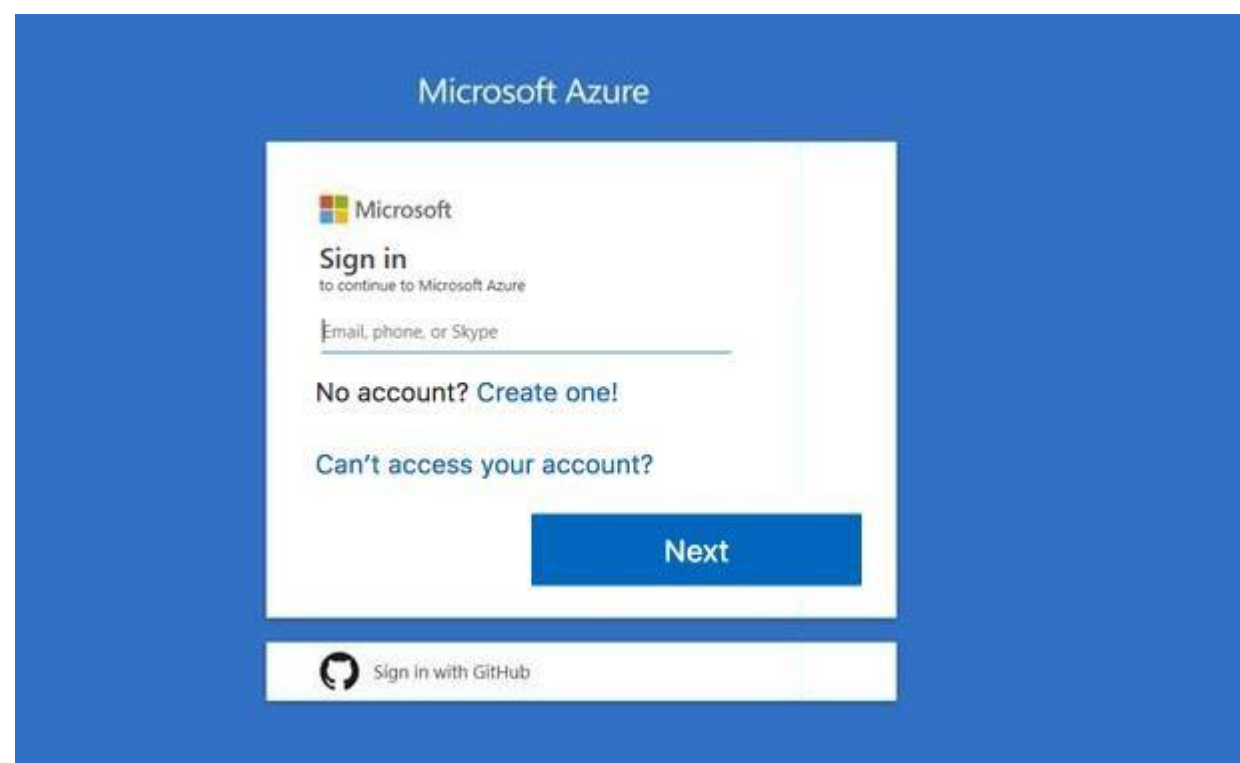 Microsoft Azure
Microsoft
Sign in
to continue to Microsoft Azure
Email, phone, or Skype
No account? Create one!
Can't access your account?
Next
Sign in with GitHub